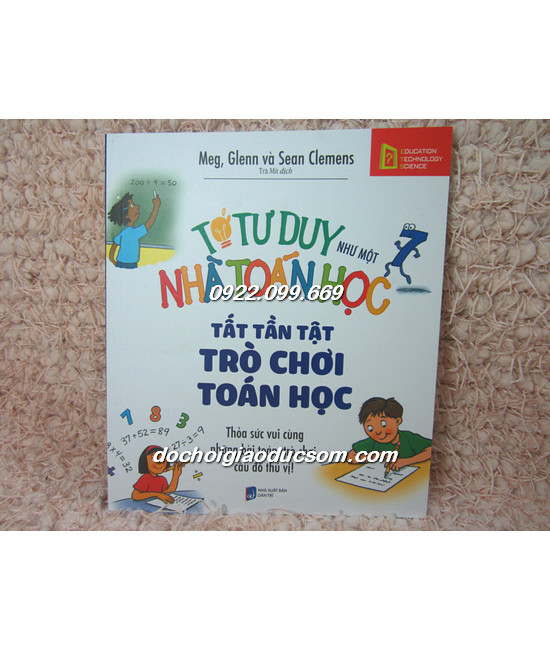 Meg, Glenn và Sean Clemens
Trà Mít dịch
EDUCATION
TECHNOLOGY
SCIENCE
200 ÷ 4 = 50
TỚ TƯ DUY
NHƯ MỘT
7
NHÀ TOÁN HỌC
0922.099.669
TẤT TẦN TẬT
TRÒ CHƠI
TOÁN HỌC
7 8 3
37+52=89
27÷3=9
Thỏa sức vui cùng
dochoigiaoducsom.com
câu đố thú vị!
NHÀ XUẤT BẢN
DÂN TRÍ